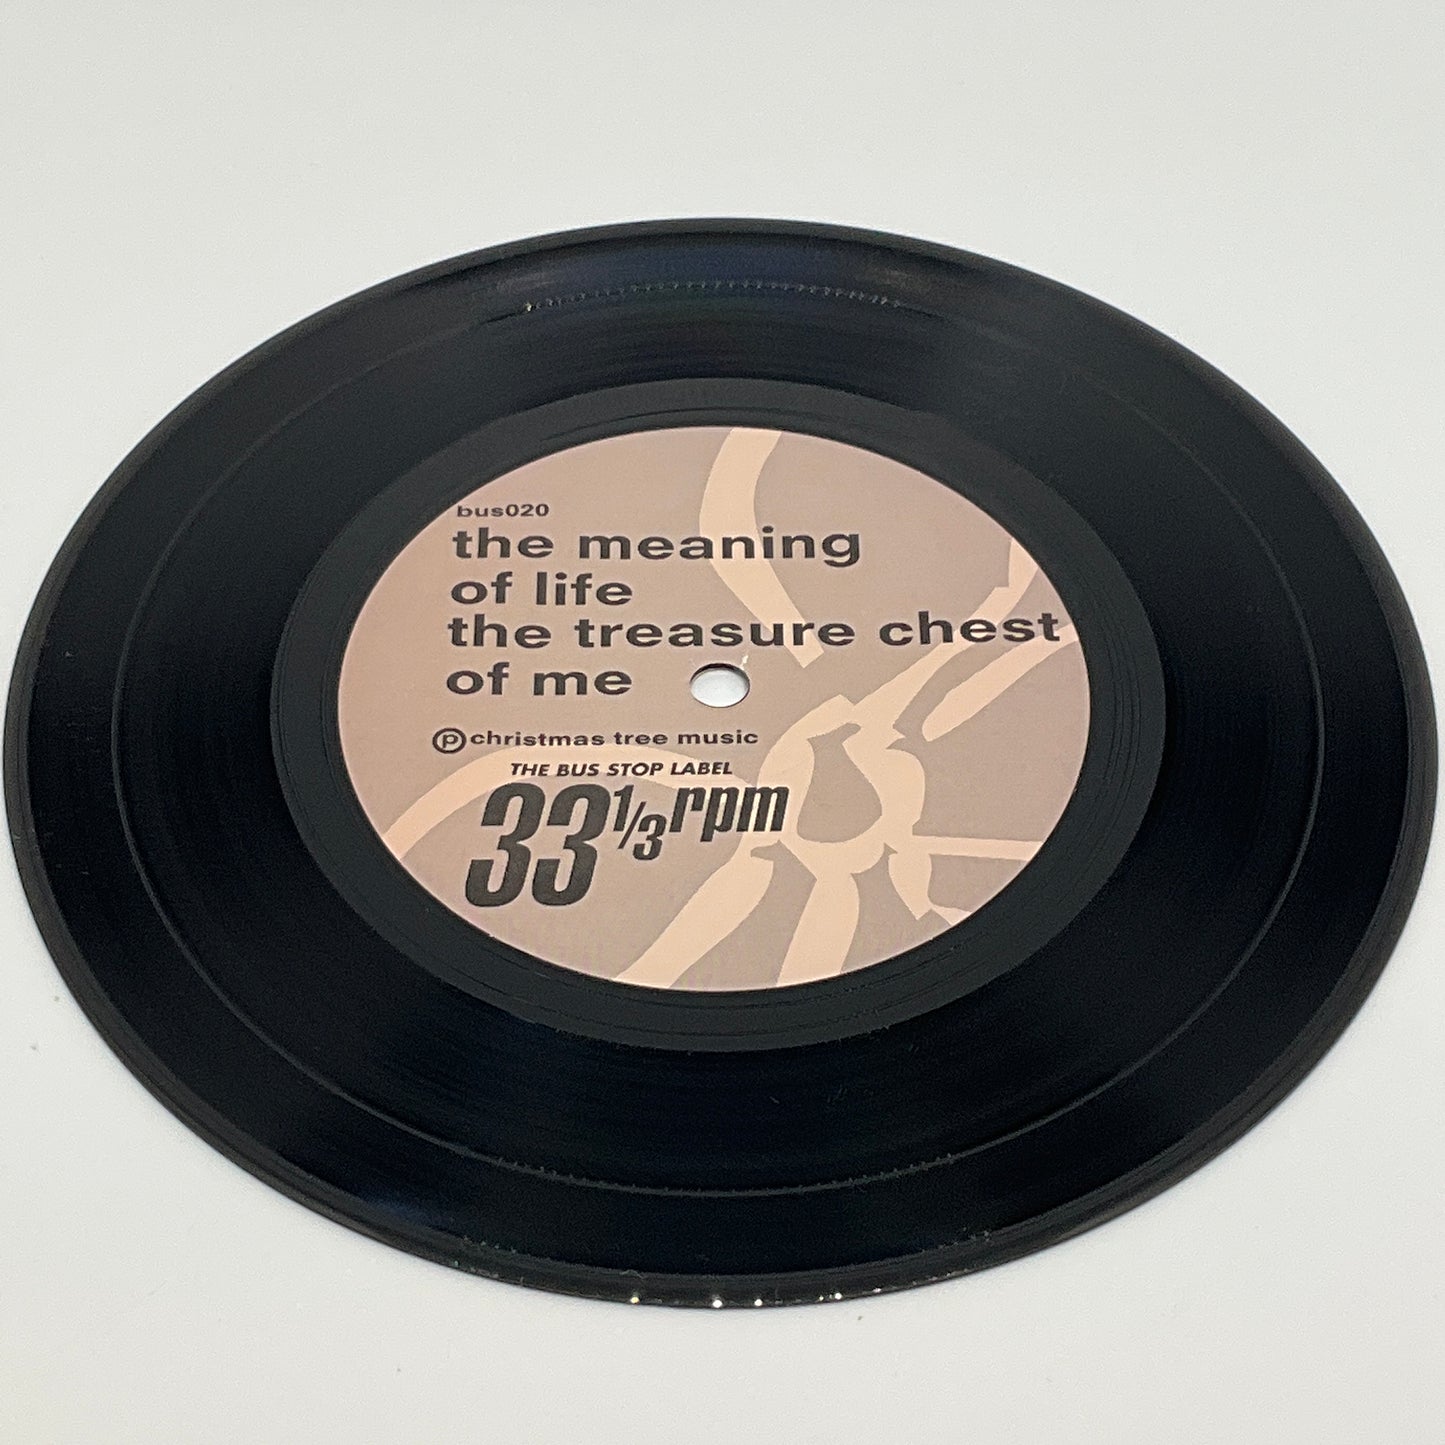 bus020
the meaning
of life
the treasure chest
of me
℗ christmas tree music
THE BUS STOP LABEL
33 1/3 rpm